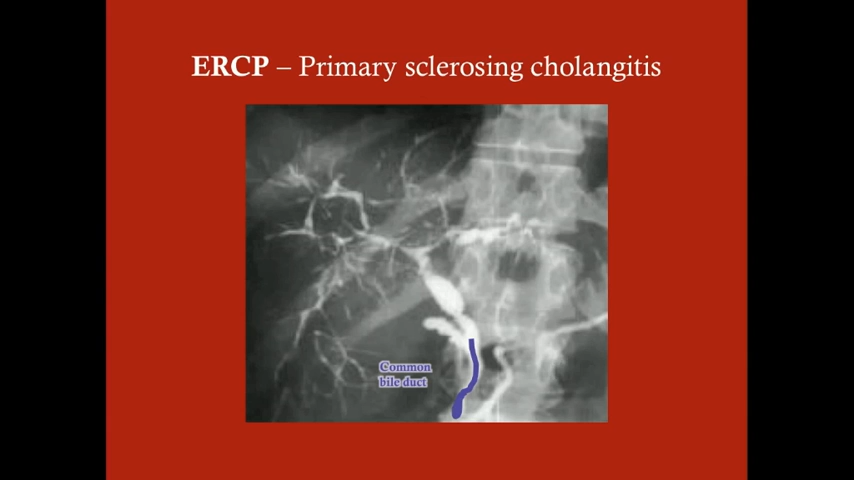 ERCP – Primary sclerosing cholangitis
Common
bile duct